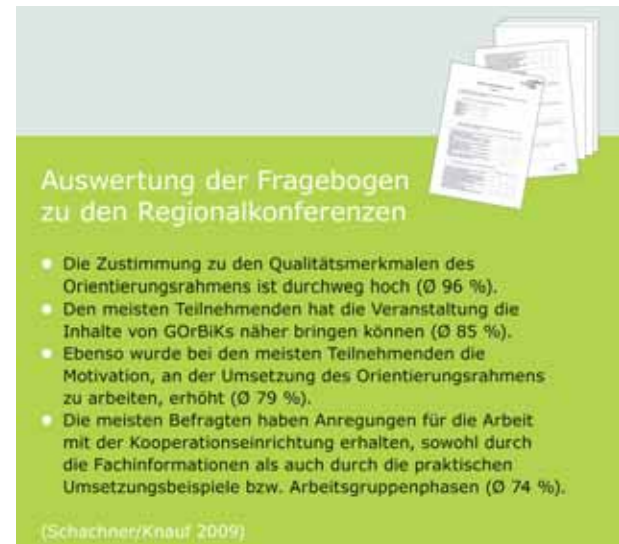 Auswertung der Fragebogen
zu den Regionalkonferenzen
Die Zustimmung zu den Qualitätsmerkmalen des
Orientierungsrahmens ist durchweg hoch (Ø 96 %).
Den meisten Teilnehmenden hat die Veranstaltung die
Inhalte von GOrBiKs näher bringen können (Ø 85 %).
Ebenso wurde bei den meisten Teilnehmenden die
Motivation, an der Umsetzung des Orientierungsrahmens
zu arbeiten, erhöht (Ø 79 %).
Die meisten Befragten haben Anregungen für die Arbeit
mit der Kooperationseinrichtung erhalten, sowohl durch
die Fachinformationen als auch durch die praktischen
Umsetzungsbeispiele bzw. Arbeitsgruppenphasen (Ø 74 %).
(Schachner/Knauf 2009)